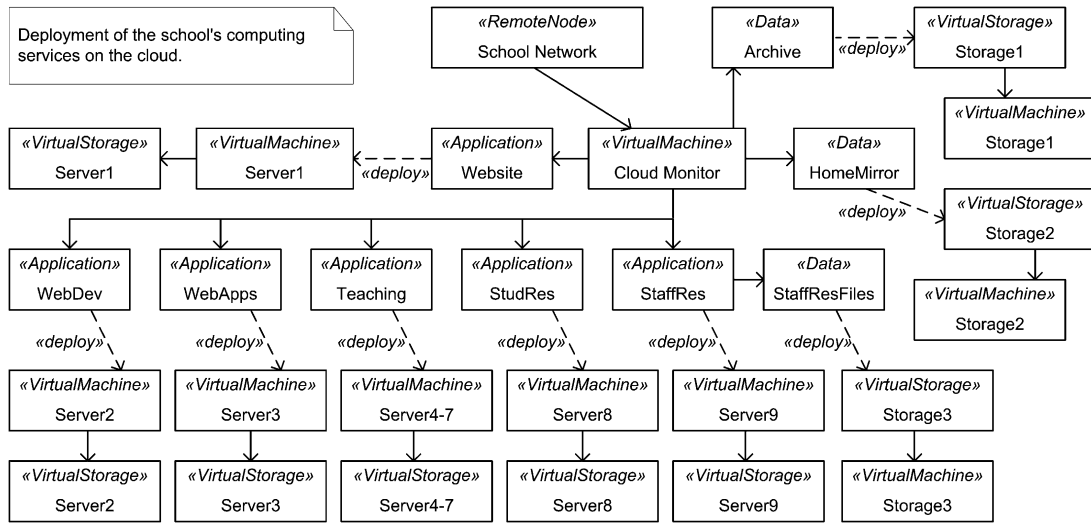 Deployment of the school's computing
services on the cloud.
«RemoteNode»
School Network
«Data»
Archive
«deploy»
«VirtualStorage»
Storage1
«VirtualMachine»
Storage1
«VirtualStorage»
Server1
«VirtualMachine»
Server1
«deploy»
«Application»
Website
«VirtualMachine»
Cloud Monitor
«Data»
HomeMirror
«deploy»
«VirtualStorage»
Storage2
«VirtualMachine»
Storage2
«Application»
WebDev
«Application»
WebApps
«Application»
Teaching
«Application»
StudRes
«Application»
StaffRes
«Data»
StaffResFiles
«deploy»
«deploy»
«deploy»
«deploy»
«deploy»
«deploy»
«VirtualMachine»
Server2
«VirtualMachine»
Server3
«VirtualMachine»
Server4-7
«VirtualMachine»
Server8
«VirtualMachine»
Server9
«VirtualStorage»
Storage3
«VirtualStorage»
Server2
«VirtualStorage»
Server3
«VirtualStorage»
Server4-7
«VirtualStorage»
Server8
«VirtualStorage»
Server9
«VirtualMachine»
Storage3